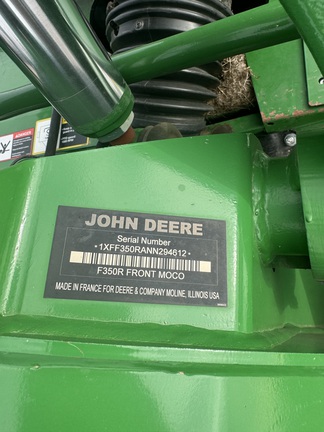 JOHN DEERE
Serial Number
*1XFF350RANN294612*
F350R FRONT MOCO
MADE IN FRANCE FOR DEERE & COMPANY MOLINE, ILLINOIS USA